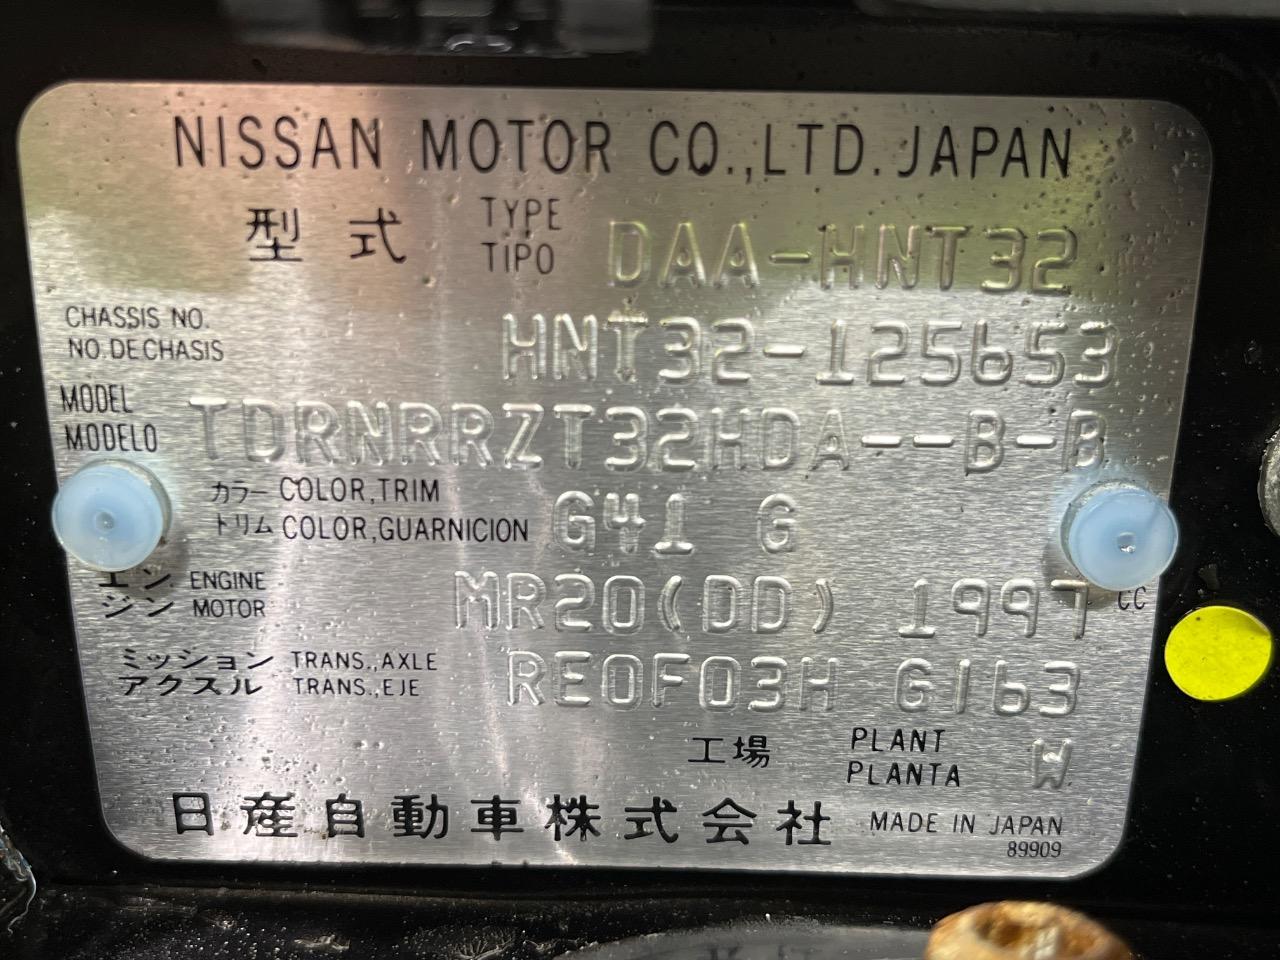 NISSAN MOTOR CO.,LTD.JAPAN
型式 TYPE TIPO DAA-HNT32
CHASSIS NO.
NO.DECHASIS HNT32-125653
MODEL
MODELO TDRNRRZT32HDA--B-B
カラー COLOR,TRIM
トリム COLOR,GUARNICION G41 G
エン ENGINE
ジン MOTOR MR20(DD) 1997 CC
ミッション TRANS.,AXLE
アクスル TRANS.,EJE RE0F03H G163
工場 PLANT
PLANTA W
日産自動車株式会社 MADE IN JAPAN
89909